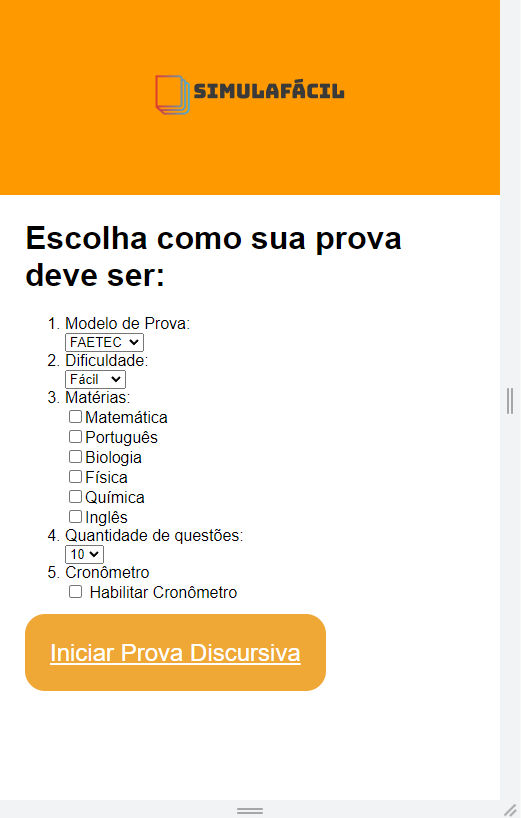 SIMULAFÁCIL
Escolha como sua prova
deve ser:
1. Modelo de Prova:
FAETEC
2. Dificuldade:
Fácil
3. Matérias:
Matemática
Português
Biologia
Física
Química
Inglês
4. Quantidade de questões:
10
5. Cronômetro
Habilitar Cronômetro
Iniciar Prova Discursiva